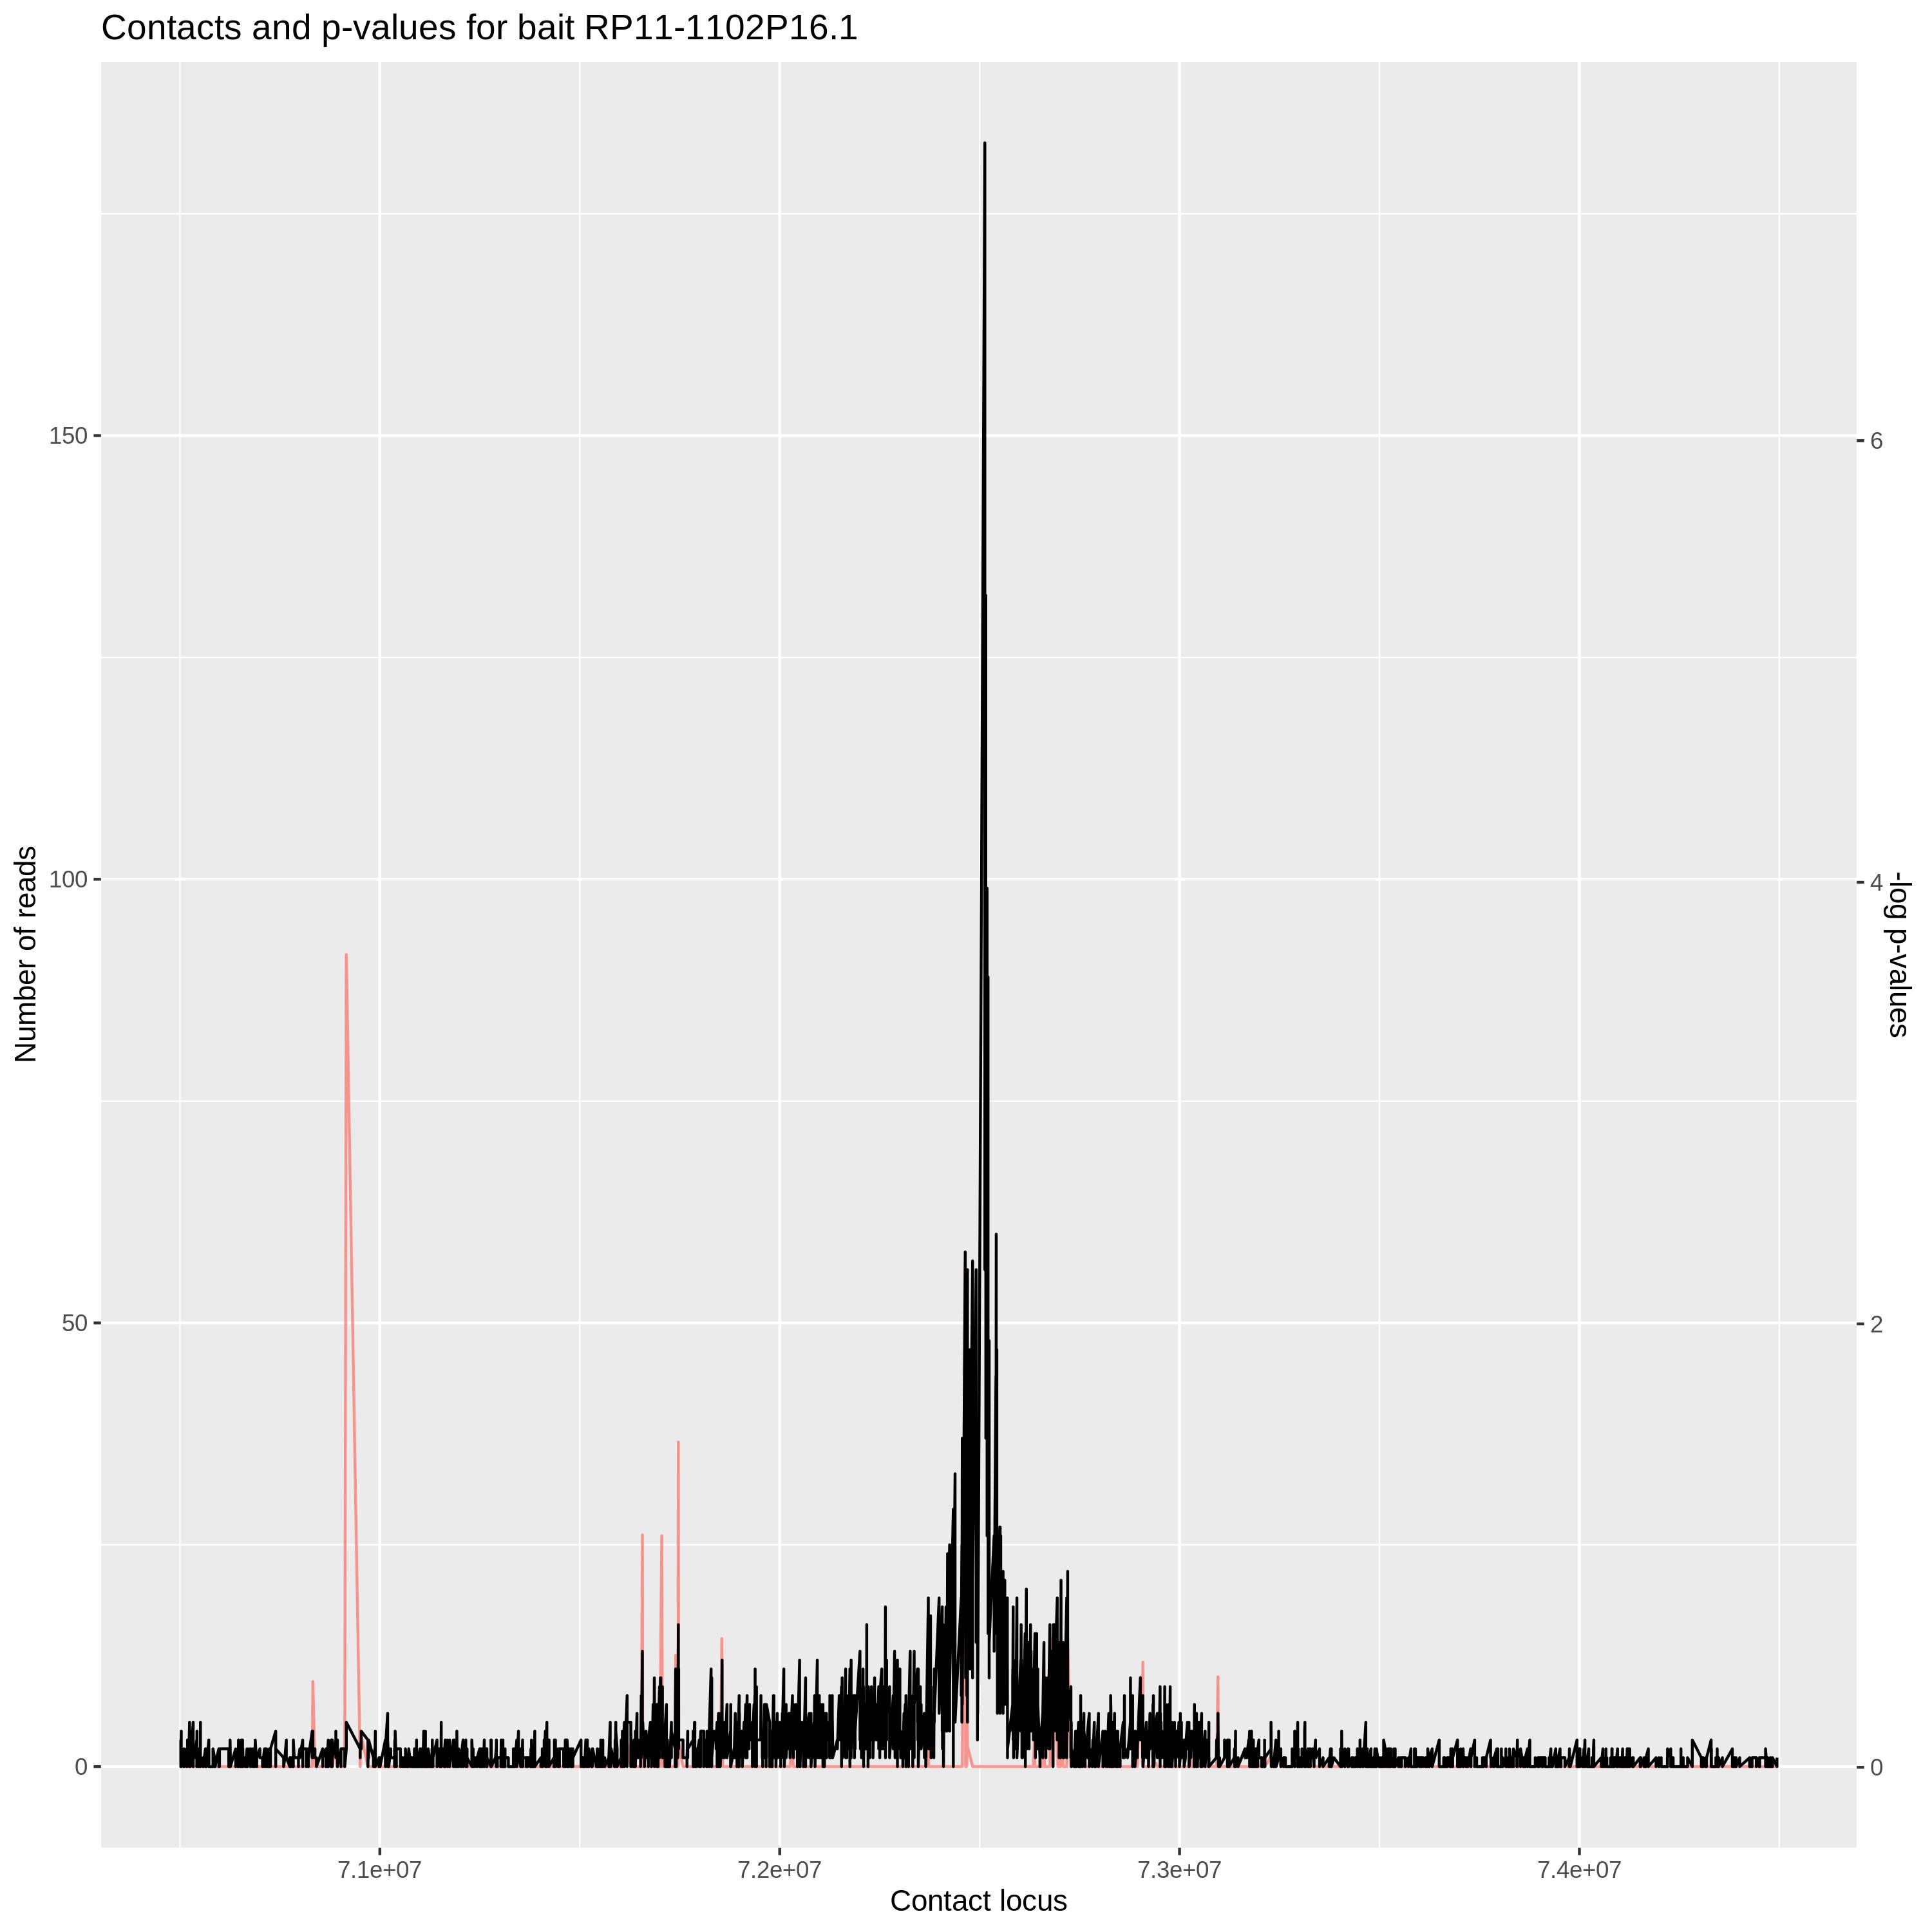 Contacts and p-values for bait RP11-1102P16.1
Number of reads
150
100
50
0
6
4
2
0
-log p-values
7.1e+07
7.2e+07
7.3e+07
7.4e+07
Contact locus